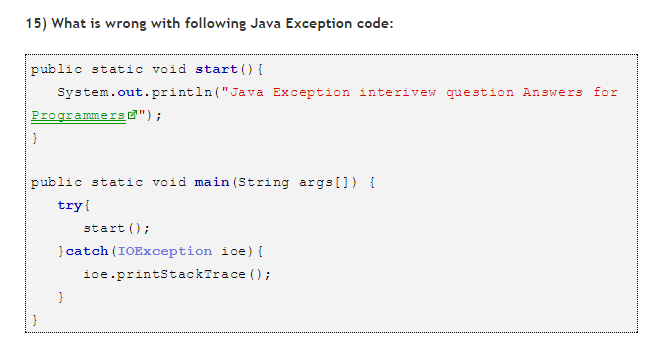 15) What is wrong with following Java Exception code:
public static void start(){
System.out.println("Java Exception interivew question Answers for
Programmers");
}
public static void main(String args[]) {
try{
start();
}catch(IOException ioe){
ioe.printStackTrace();
}
}